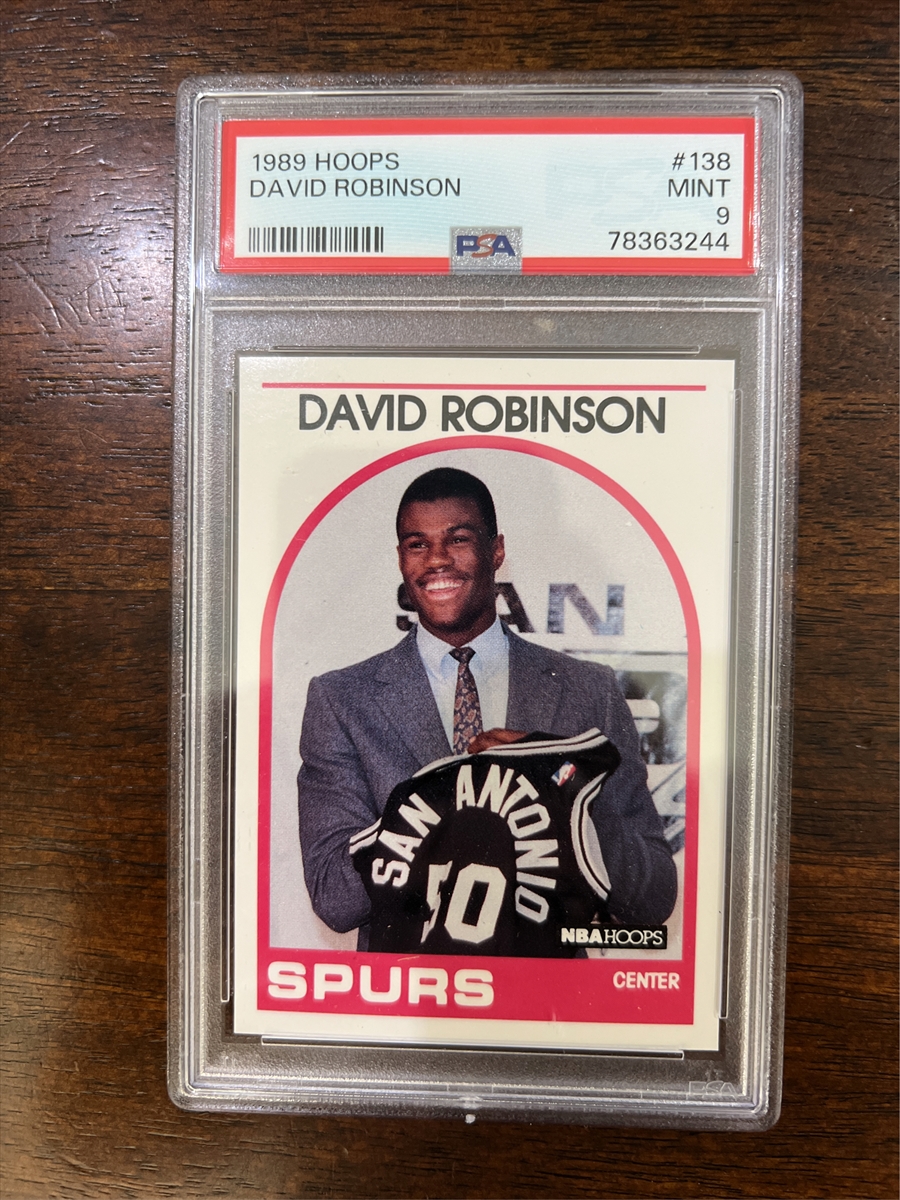 1989 HOOPS #138
DAVID ROBINSON MINT
9
PSA 78363244
DAVID ROBINSON
SAN
SAN ANTONIO
50
NBA HOOPS
SPURS CENTER
PSA